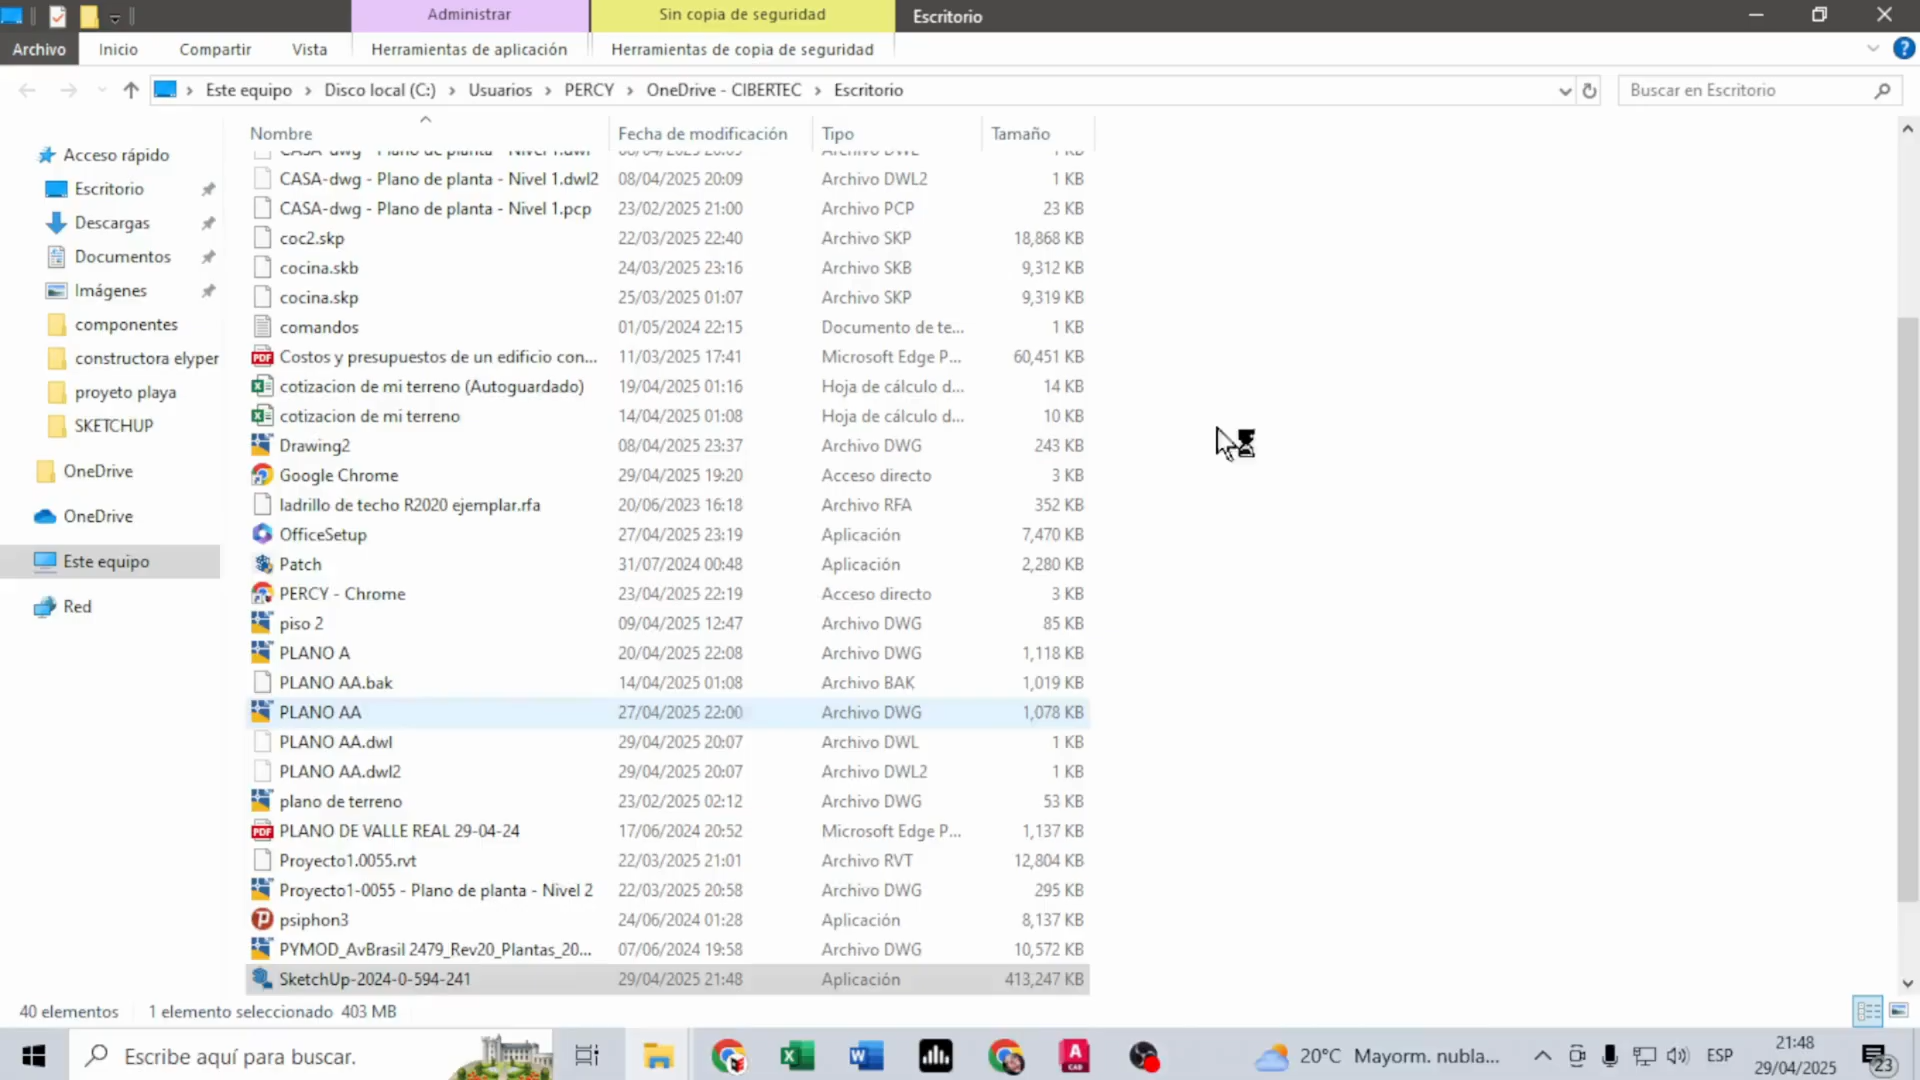 Administrar
Sin copia de seguridad
Escritorio
Archivo
Inicio
Compartir
Vista
Herramientas de aplicación
Herramientas de copia de seguridad
Este equipo
Disco local (C:)
Usuarios
PERCY
OneDrive - CIBERTEC
Escritorio
Buscar en Escritorio
Nombre
Fecha de modificación
Tipo
Tamaño
Acceso rápido
Escritorio
Descargas
Documentos
Imágenes
componentes
constructora elyper
proyeto playa
SKETCHUP
OneDrive
OneDrive
Este equipo
Red
CASA-dwg - Plano de planta - Nivel 1.dwl2 08/04/2025 20:09 Archivo DWL2 1 KB
CASA-dwg - Plano de planta - Nivel 1.pcp 23/02/2025 21:00 Archivo PCP 23 KB
coc2.skp 22/03/2025 22:40 Archivo SKP 18,868 KB
cocina.skb 24/03/2025 23:16 Archivo SKB 9,312 KB
cocina.skp 25/03/2025 01:07 Archivo SKP 9,319 KB
comandos 01/05/2024 22:15 Documento de te... 1 KB
Costos y presupuestos de un edificio con... 11/03/2025 17:41 Microsoft Edge P... 60,451 KB
cotizacion de mi terreno (Autoguardado) 19/04/2025 01:16 Hoja de cálculo d... 14 KB
cotizacion de mi terreno 14/04/2025 01:08 Hoja de cálculo d... 10 KB
Drawing2 08/04/2025 23:37 Archivo DWG 243 KB
Google Chrome 29/04/2025 19:20 Acceso directo 3 KB
ladrillo de techo R2020 ejemplar.rfa 20/06/2023 16:18 Archivo RFA 352 KB
OfficeSetup 27/04/2025 23:19 Aplicación 7,470 KB
Patch 31/07/2024 00:48 Aplicación 2,280 KB
PERCY - Chrome 23/04/2025 22:19 Acceso directo 3 KB
piso 2 09/04/2025 12:47 Archivo DWG 85 KB
PLANO A 20/04/2025 22:08 Archivo DWG 1,118 KB
PLANO AA.bak 14/04/2025 01:08 Archivo BAK 1,019 KB
PLANO AA 27/04/2025 22:00 Archivo DWG 1,078 KB
PLANO AA.dwl 29/04/2025 20:07 Archivo DWL 1 KB
PLANO AA.dwl2 29/04/2025 20:07 Archivo DWL2 1 KB
plano de terreno 23/02/2025 02:12 Archivo DWG 53 KB
PLANO DE VALLE REAL 29-04-24 17/06/2024 20:52 Microsoft Edge P... 1,137 KB
Proyecto1.0055.rvt 22/03/2025 21:01 Archivo RVT 12,804 KB
Proyecto1-0055 - Plano de planta - Nivel 2 22/03/2025 20:58 Archivo DWG 295 KB
psiphon3 24/06/2024 01:28 Aplicación 8,137 KB
PYMOD_AvBrasil 2479_Rev20_Plantas_20... 07/06/2024 19:58 Archivo DWG 10,572 KB
SketchUp-2024-0-594-241 29/04/2025 21:48 Aplicación 413,247 KB
40 elementos
1 elemento seleccionado 403 MB
Escribe aquí para buscar.
CAD
20°C Mayorm. nubla...
ESP
21:48
29/04/2025
23